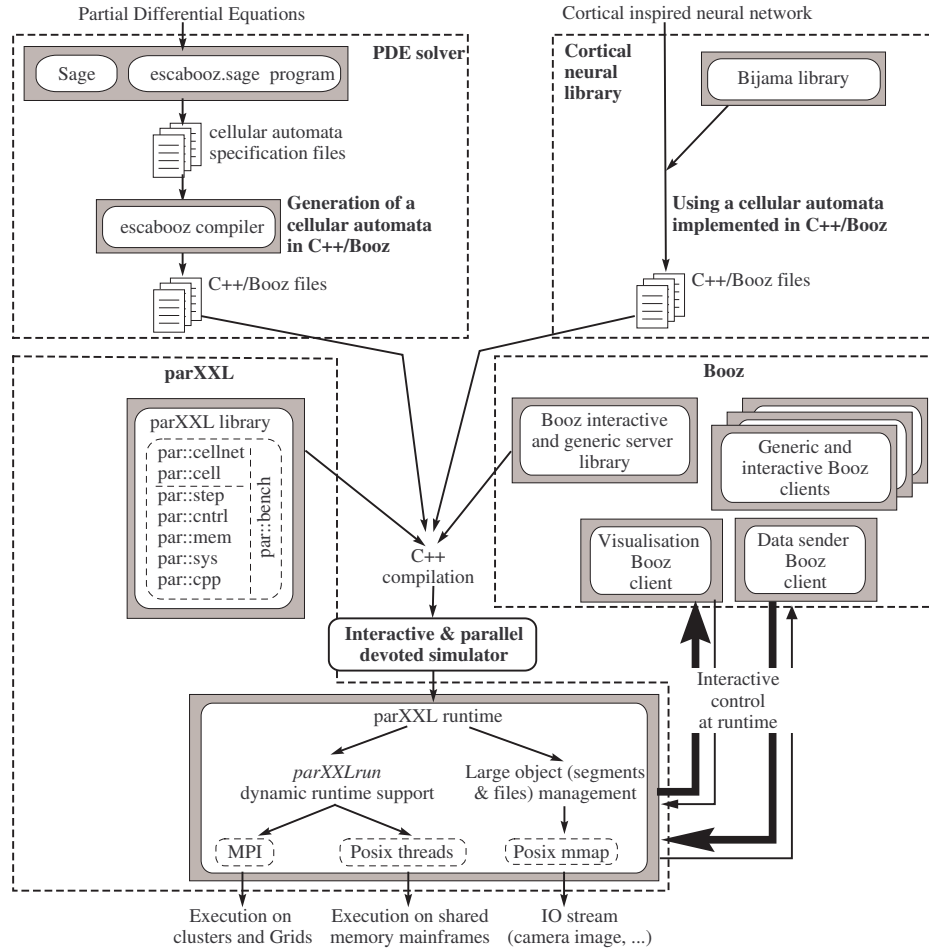 Partial Differential Equations
Cortical inspired neural network
PDE solver
Sage
escabooz.sage program
cellular automata
specification files
Generation of a
cellular automata
in C++/Booz
escabooz compiler
C++/Booz files
Cortical
neural
library
Bijama library
Using a cellular automata
implemented in C++/Booz
C++/Booz files
parXXL
parXXL library
par::cellnet
par::cell
par::step
par::cntrl
par::mem
par::sys
par::cpp
par::bench
Booz
Booz interactive
and generic server
library
Generic and
interactive Booz
clients
Visualisation
Booz
client
Data sender
Booz
client
C++
compilation
Interactive & parallel
devoted simulator
Interactive
control
at runtime
parXXL runtime
parXXLrun
dynamic runtime support
Large object (segments
& files) management
MPI
Posix threads
Posix mmap
Execution on
clusters and Grids
Execution on shared
memory mainframes
IO stream
(camera image, ...)